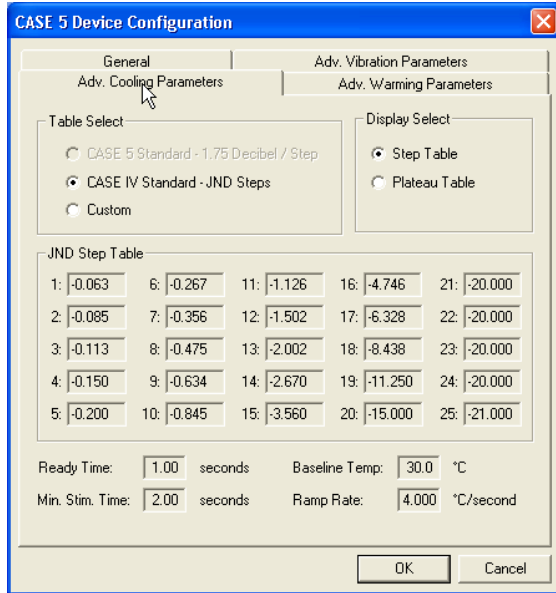 CASE 5 Device Configuration
General
Adv. Vibration Parameters
Adv. Cooling Parameters
Adv. Warming Parameters
Table Select
CASE 5 Standard - 1.75 Decibel / Step
CASE IV Standard - JND Steps
Custom
Display Select
Step Table
Plateau Table
JND Step Table
1: -0.063 6: -0.267 11: -1.126 16: -4.746 21: -20.000
2: -0.085 7: -0.356 12: -1.502 17: -6.328 22: -20.000
3: -0.113 8: -0.475 13: -2.002 18: -8.438 23: -20.000
4: -0.150 9: -0.634 14: -2.670 19: -11.250 24: -20.000
5: -0.200 10: -0.845 15: -3.560 20: -15.000 25: -21.000
Ready Time: 1.00 seconds Baseline Temp: 30.0 °C
Min. Stim. Time: 2.00 seconds Ramp Rate: 4.000 °C/second
OK Cancel